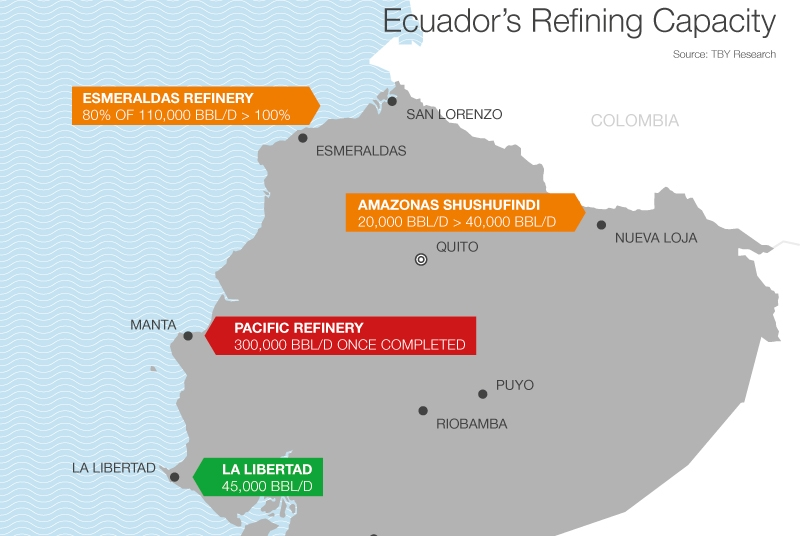 Ecuador's Refining Capacity
Source: TBY Research
ESMERALDAS REFINERY
80% OF 110,000 BBL/D > 100%
SAN LORENZO
COLOMBIA
ESMERALDAS
AMAZONAS SHUSHUFINDI
20,000 BBL/D > 40,000 BBL/D
NUEVA LOJA
QUITO
MANTA
PACIFIC REFINERY
300,000 BBL/D ONCE COMPLETED
PUYO
RIOBAMBA
LA LIBERTAD
LA LIBERTAD
45,000 BBL/D